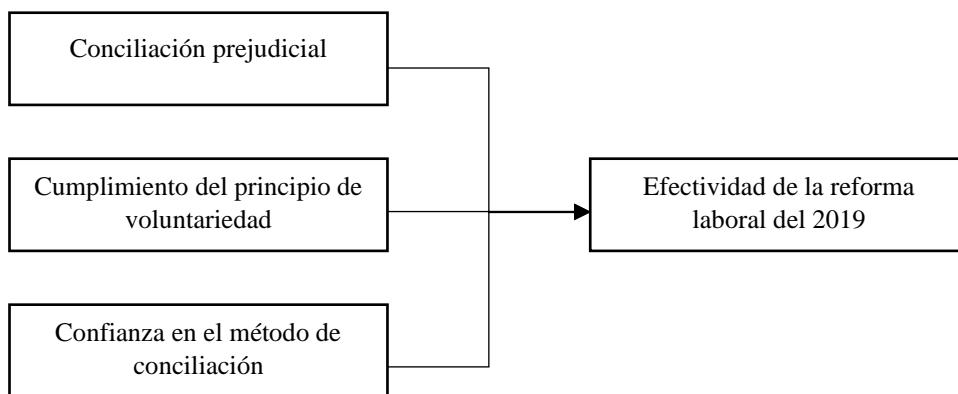 Conciliación prejudicial
Cumplimiento del principio de
voluntariedad
Efectividad de la reforma
laboral del 2019
Confianza en el método de
conciliación